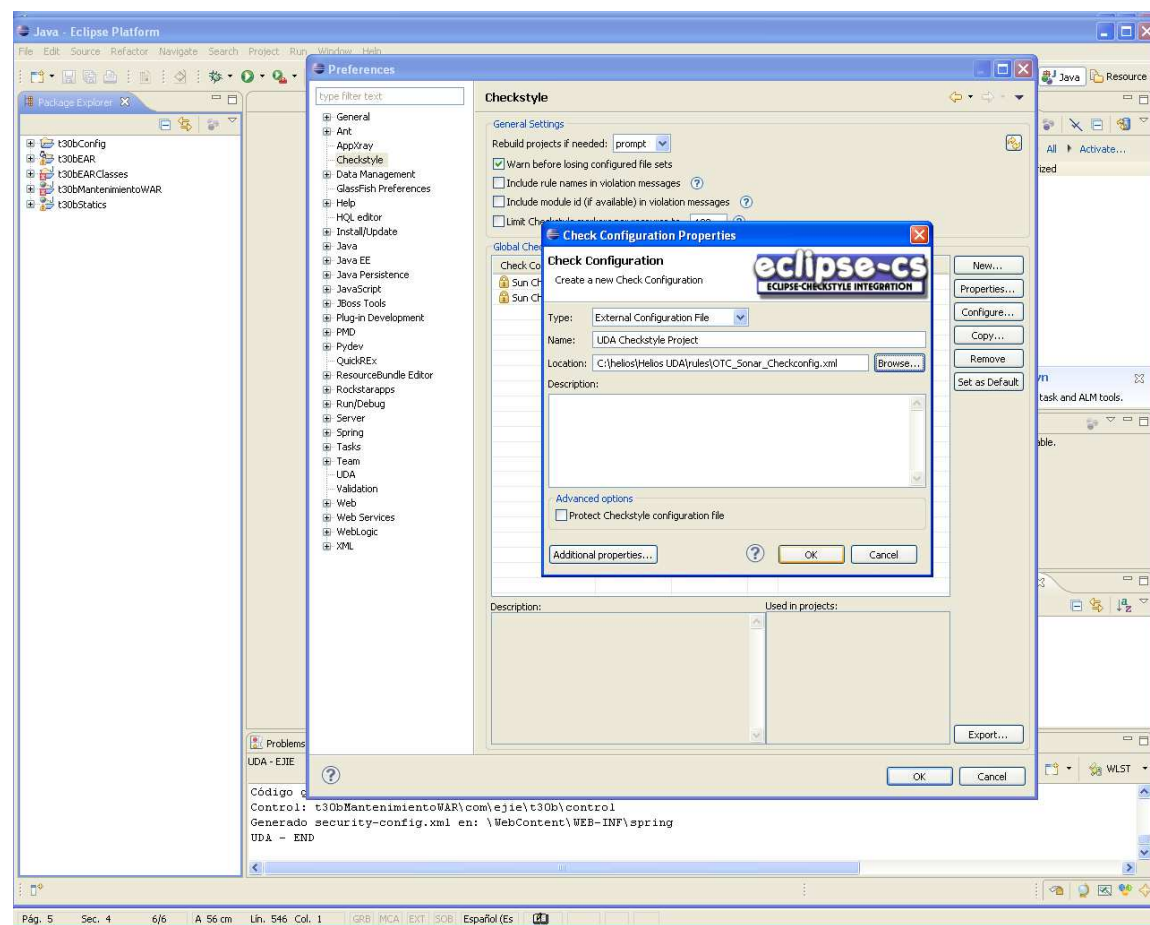 Java - Eclipse Platform
File Edit Source Refactor Navigate Search Project Run Window Help
Java Resource
Package Explorer
t30bConfig
t30bEAR
t30bEARClasses
t30bMantenimientoWAR
t30bStatics
Preferences
type filter text
General
Ant
AppXray
Checkstyle
Data Management
GlassFish Preferences
Help
HQL editor
Install/Update
Java
Java EE
Java Persistence
JavaScript
JBoss Tools
Plug-in Development
PMD
Pydev
QuickREx
ResourceBundle Editor
Rockstarapps
Run/Debug
Server
Spring
Tasks
Team
UDA
Validation
Web
Web Services
WebLogic
XML
Checkstyle
General Settings
Rebuild projects if needed: prompt
Warn before losing configured file sets
Include rule names in violation messages
Include module id (if available) in violation messages
Limit
Global
Check
Sun
Sun
New...
Properties...
Configure...
Copy...
Remove
Set as Default
Check Configuration Properties
Check Configuration
Create a new Check Configuration
eclipse-cs
ECLIPSE-CHECKSTYLE INTEGRATION
Type: External Configuration File
Name: UDA Checkstyle Project
Location: C:\helios\Helios UDA\rules\OTC_Sonar_Checkconfig.xml Browse...
Description:
Advanced options
Protect Checkstyle configuration file
Additional properties... OK Cancel
Description: Used in projects:
Export...
OK Cancel
All Activate...
task and ALM tools.
Problems
UDA - EJIE
WLST
Código
Control: t30bMantenimientoWAR\com\ejie\t30b\control
Generado security-config.xml en: \WebContent\WEB-INF\spring
UDA - END
Pág. 5 Sec. 4 6/6 A 56 cm Lín. 546 Col. 1 GRB MCA EXT SOB Español (Es